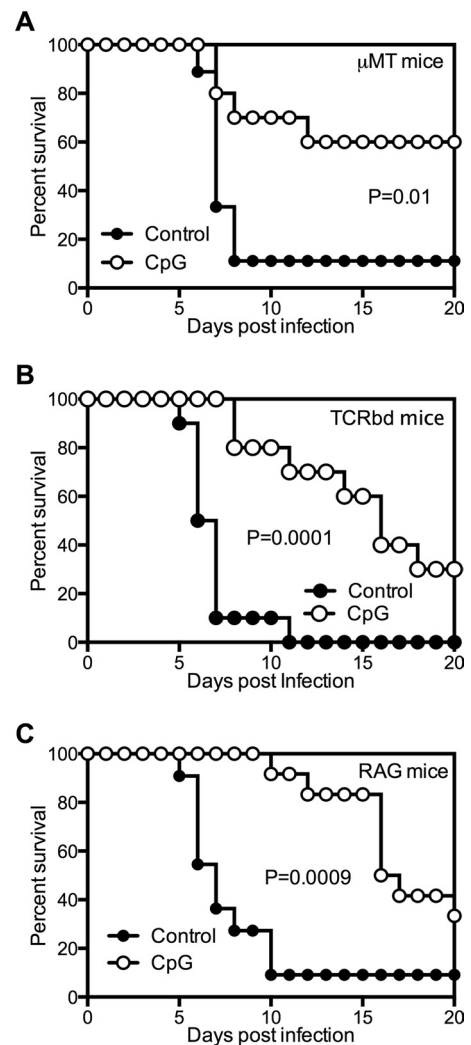 A
100
80
60
40
20
0
Percent survival
μMT mice
P=0.01
Control
CpG
0 5 10 15 20
Days post infection
B
100
80
60
40
20
0
Percent survival
TCRbd mice
P=0.0001
Control
CpG
0 5 10 15 20
Days post Infection
C
100
80
60
40
20
0
Percent survival
RAG mice
P=0.0009
Control
CpG
0 5 10 15 20
Days post infection